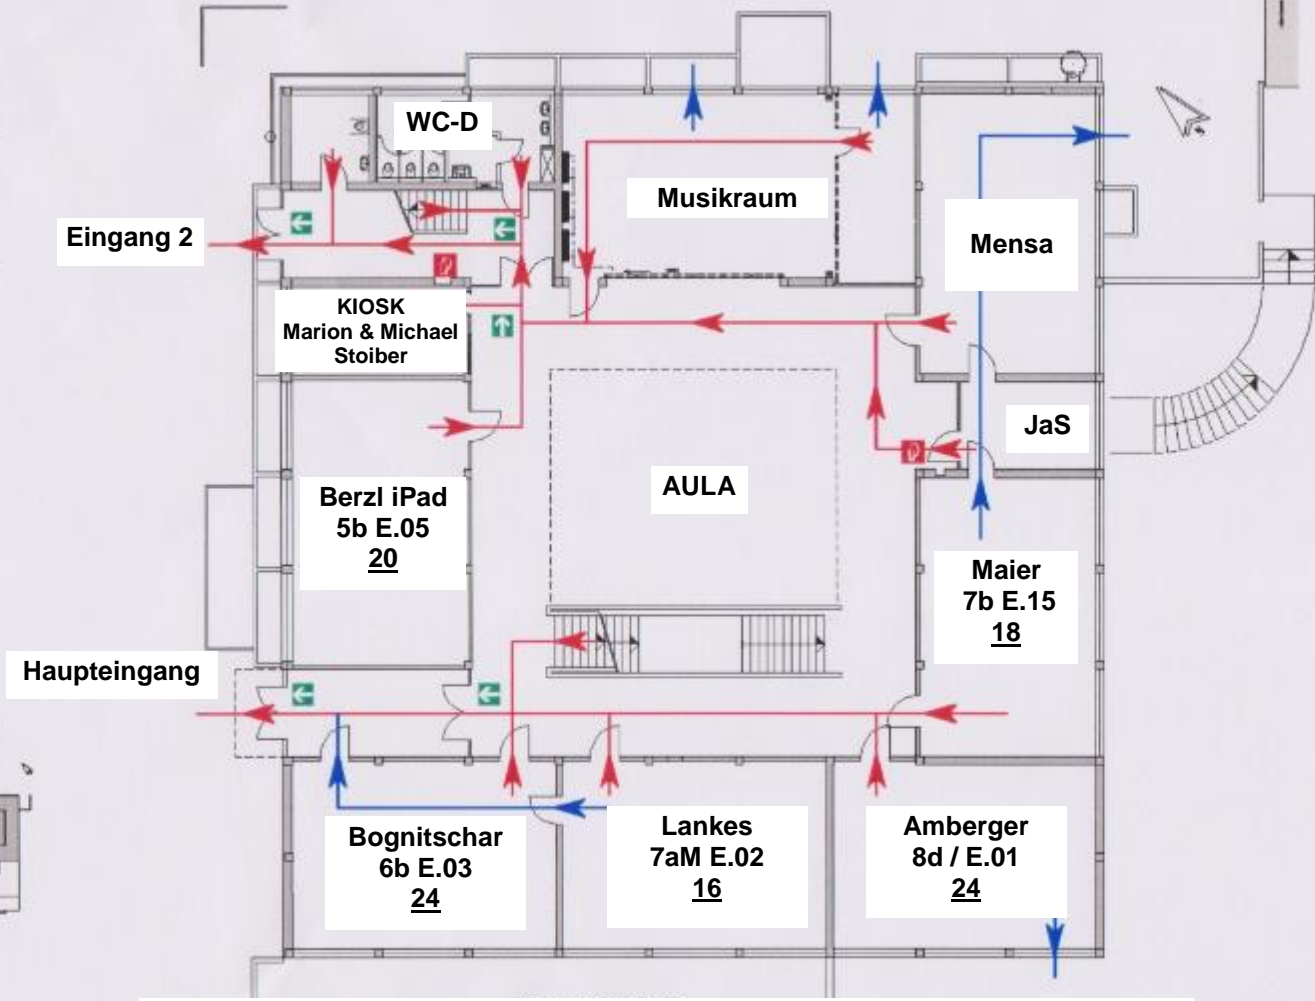 WC-D
Musikraum
Eingang 2
Mensa
KIOSK
Marion & Michael
Stoiber
JaS
AULA
Berzl iPad
5b E.05
20
Maier
7b E.15
18
Haupteingang
Bognitschar
6b E.03
24
Lankes
7aM E.02
16
Amberger
8d / E.01
24